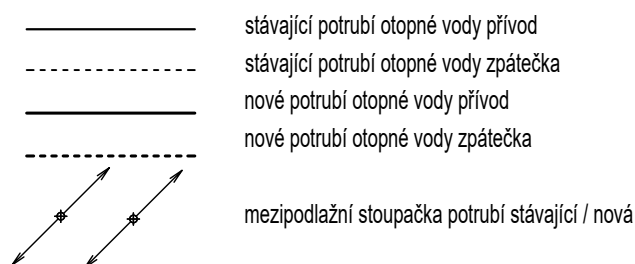 stávající potrubí otopné vody přívod
stávající potrubí otopné vody zpátečka
nové potrubí otopné vody přívod
nové potrubí otopné vody zpátečka
mezipodlažní stoupačka potrubí stávající / nová